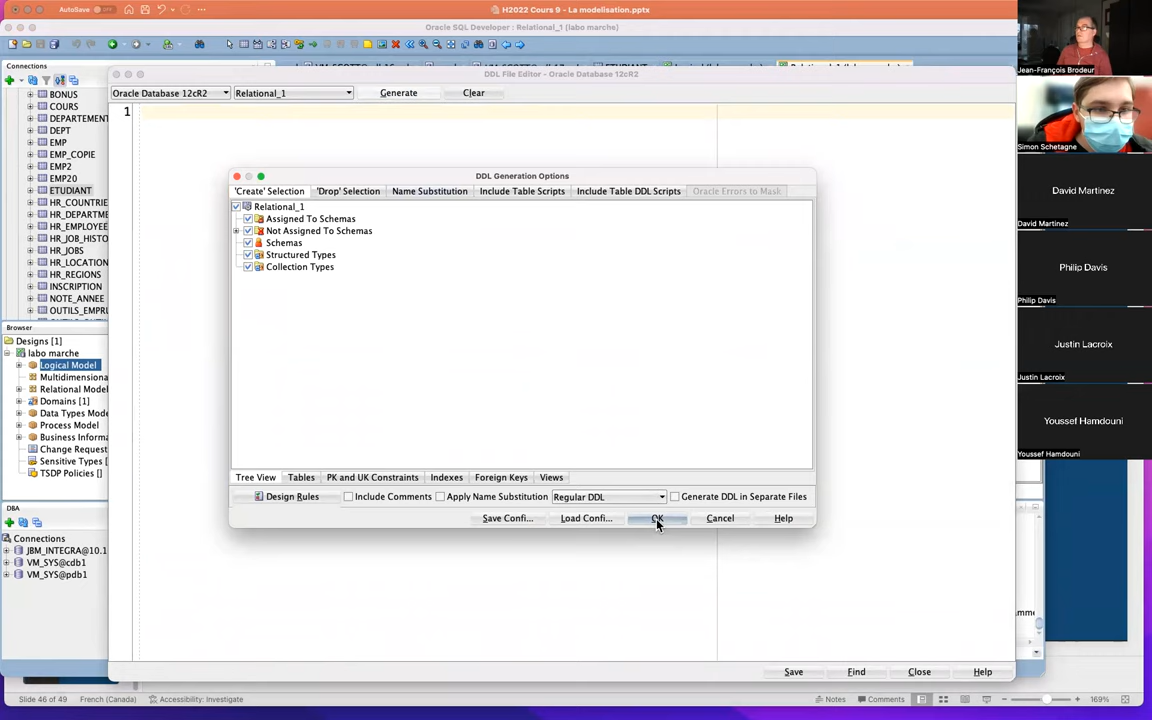 AutoSave
H2022 Cours 9 - La modelisation.pptx
Oracle SQL Developer : Relational_1 (labo marche)
Connections
DDL File Editor - Oracle Database 12cR2
Oracle Database 12cR2 Relational_1 Generate Clear
1
BONUS
COURS
DEPARTEMENT
DEPT
EMP
EMP_COPIE
EMP2
EMP20
ETUDIANT
HR_COUNTRIE
HR_DEPARTME
HR_EMPLOYEE
HR_JOB_HISTO
HR_JOBS
HR_LOCATION
HR_REGIONS
INSCRIPTION
NOTE_ANNEE
OUTILS_EMPRU
DDL Generation Options
'Create' Selection 'Drop' Selection Name Substitution Include Table Scripts Include Table DDL Scripts Oracle Errors to Mask
Relational_1
Assigned To Schemas
Not Assigned To Schemas
Schemas
Structured Types
Collection Types
Tree View Tables PK and UK Constraints Indexes Foreign Keys Views
Design Rules Include Comments Apply Name Substitution Regular DDL Generate DDL in Separate Files
Save Confi... Load Confi... OK Cancel Help
Browser
Designs [1]
labo marche
Logical Model
Multidimensiona
Relational Mode
Domains [1]
Data Types Mode
Process Model
Business Informa
Change Request
Sensitive Types [
TSDP Policies []
DBA
Connections
JBM_INTEGRA@10.1
VM_SYS@cdb1
VM_SYS@pdb1
Save Find Close Help
Slide 46 of 49 French (Canada) Accessibility: Investigate Notes Comments 169%
Jean-François Brodeur
Simon Schetagne
David Martinez
David Martinez
Philip Davis
Philip Davis
Justin Lacroix
Justin Lacroix
Youssef Hamdouni
Youssef Hamdouni